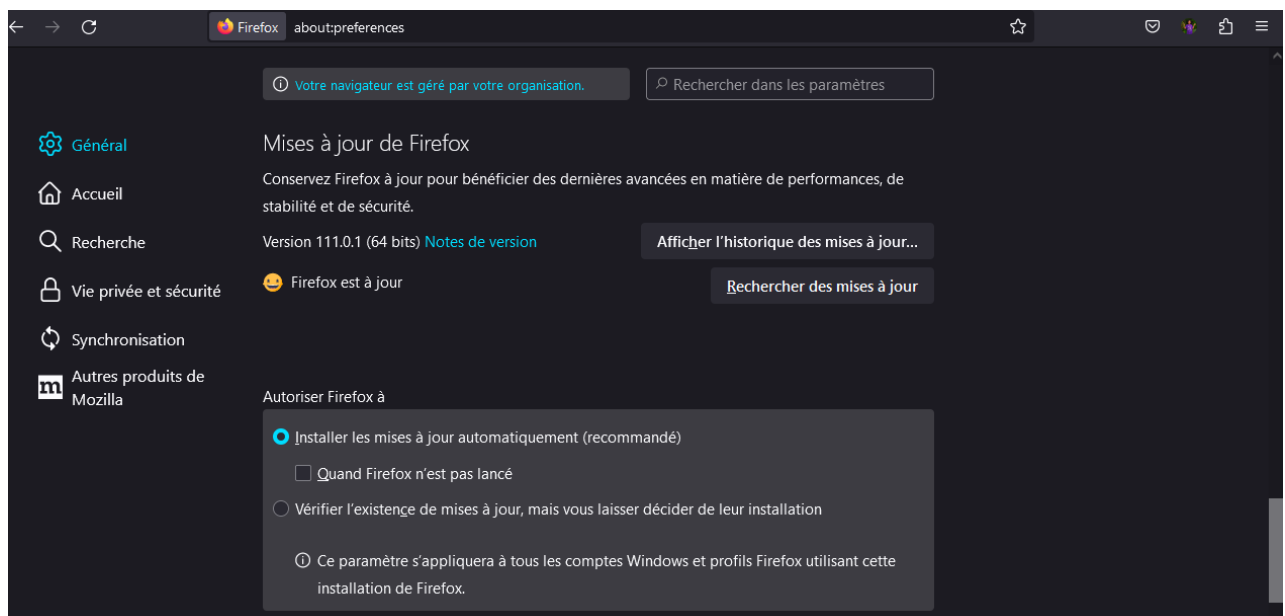 Firefox about:preferences
Votre navigateur est géré par votre organisation.
Rechercher dans les paramètres
Général
Accueil
Recherche
Vie privée et sécurité
Synchronisation
m
Autres produits de
Mozilla
Mises à jour de Firefox
Conservez Firefox à jour pour bénéficier des dernières avancées en matière de performances, de
stabilité et de sécurité.
Version 111.0.1 (64 bits) Notes de version
Afficher l’historique des mises à jour...
Firefox est à jour
Rechercher des mises à jour
Autoriser Firefox à
Installer les mises à jour automatiquement (recommandé)
Quand Firefox n’est pas lancé
Vérifier l’existence de mises à jour, mais vous laisser décider de leur installation
Ce paramètre s’appliquera à tous les comptes Windows et profils Firefox utilisant cette
installation de Firefox.